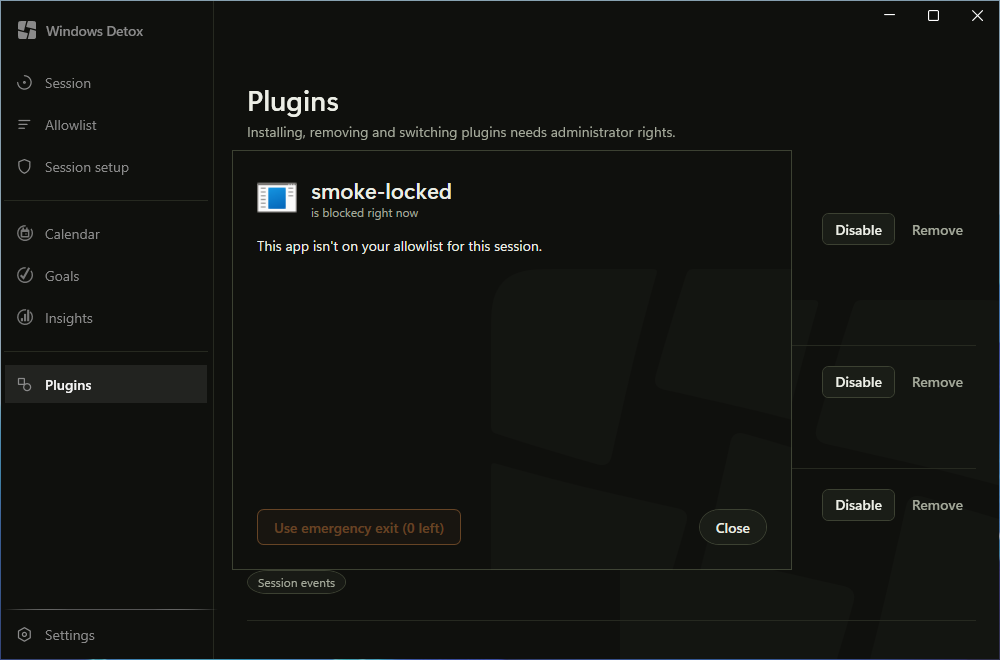 Windows Detox
Session
Allowlist
Session setup
Calendar
Goals
Insights
Plugins
Settings
Plugins
Installing, removing and switching plugins needs administrator rights.
smoke-locked
is blocked right now
This app isn't on your allowlist for this session.
Use emergency exit (0 left)
Close
Disable
Remove
Disable
Remove
Disable
Remove
Session events